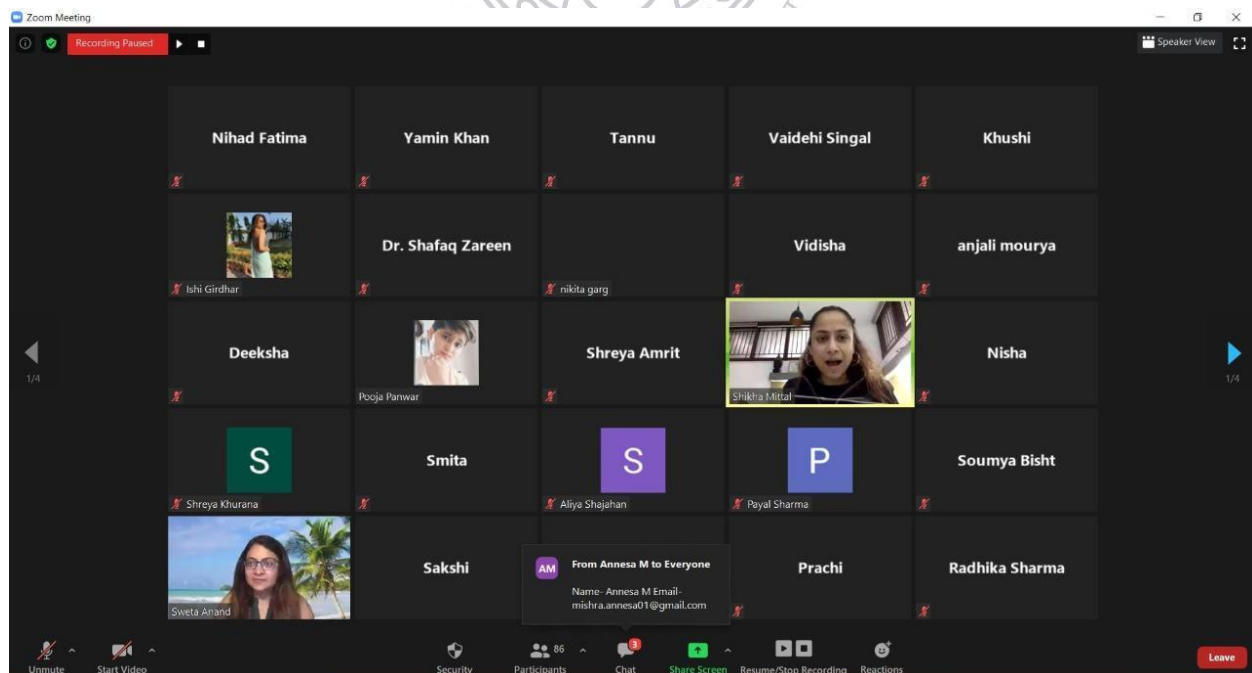 Zoom Meeting
Recording Paused
Speaker View
Nihad Fatima
Yamin Khan
Tannu
Vaidehi Singal
Khushi
Ishi Girdhar
Dr. Shafaq Zareen
nikita garg
Vidisha
anjali mourya
1/4
Deeksha
Pooja Panwar
Shreya Amrit
Shikha Mittal
Nisha
1/4
S
Shreya Khurana
Smita
S
Aliya Shajahan
P
Payal Sharma
Soumya Bisht
Sweta Anand
Sakshi
AM
From Annesa M to Everyone
Name- Annesa M Email-
mishra.annesa01@gmail.com
Prachi
Radhika Sharma
Unmute
Start Video
Security
86
Participants
3
Chat
Share Screen
Resume/Stop Recording
Reactions
Leave